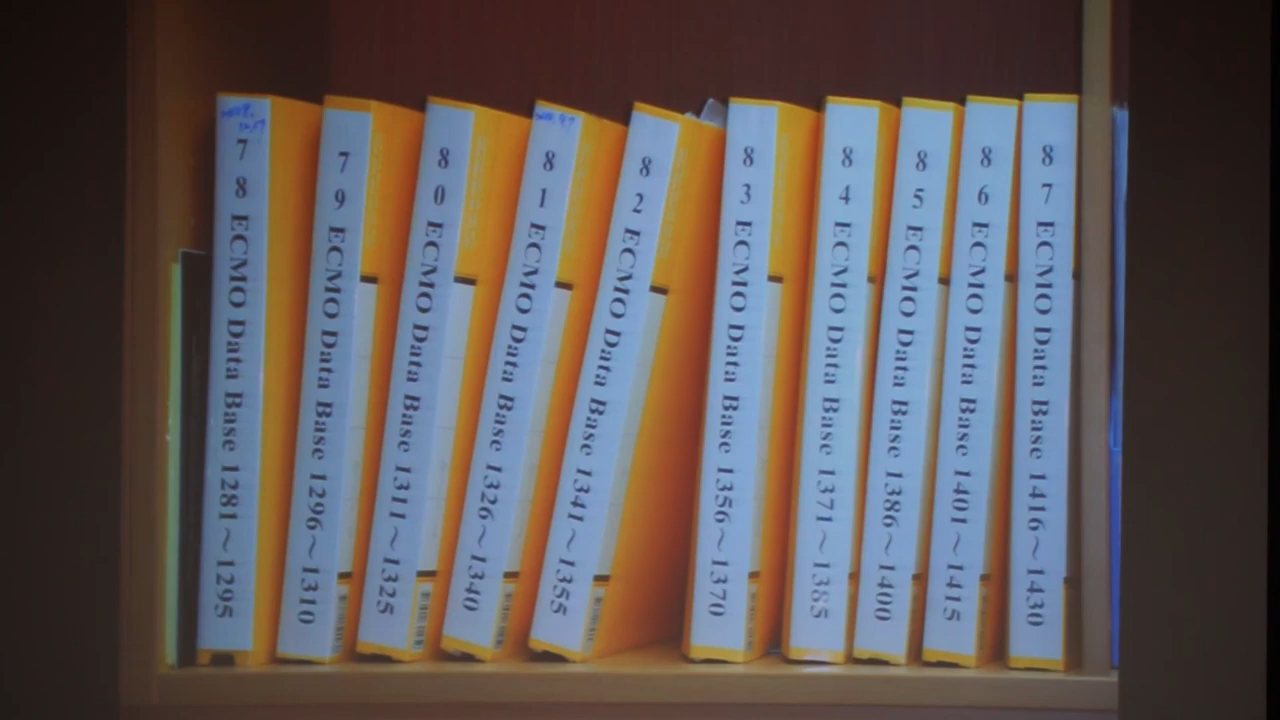 78 ECMO Data Base 1281~1295
79 ECMO Data Base 1296~1310
80 ECMO Data Base 1311~1325
81 ECMO Data Base 1326~1340
82 ECMO Data Base 1341~1355
83 ECMO Data Base 1356~1370
84 ECMO Data Base 1371~1385
85 ECMO Data Base 1386~1400
86 ECMO Data Base 1401~1415
87 ECMO Data Base 1416~1430